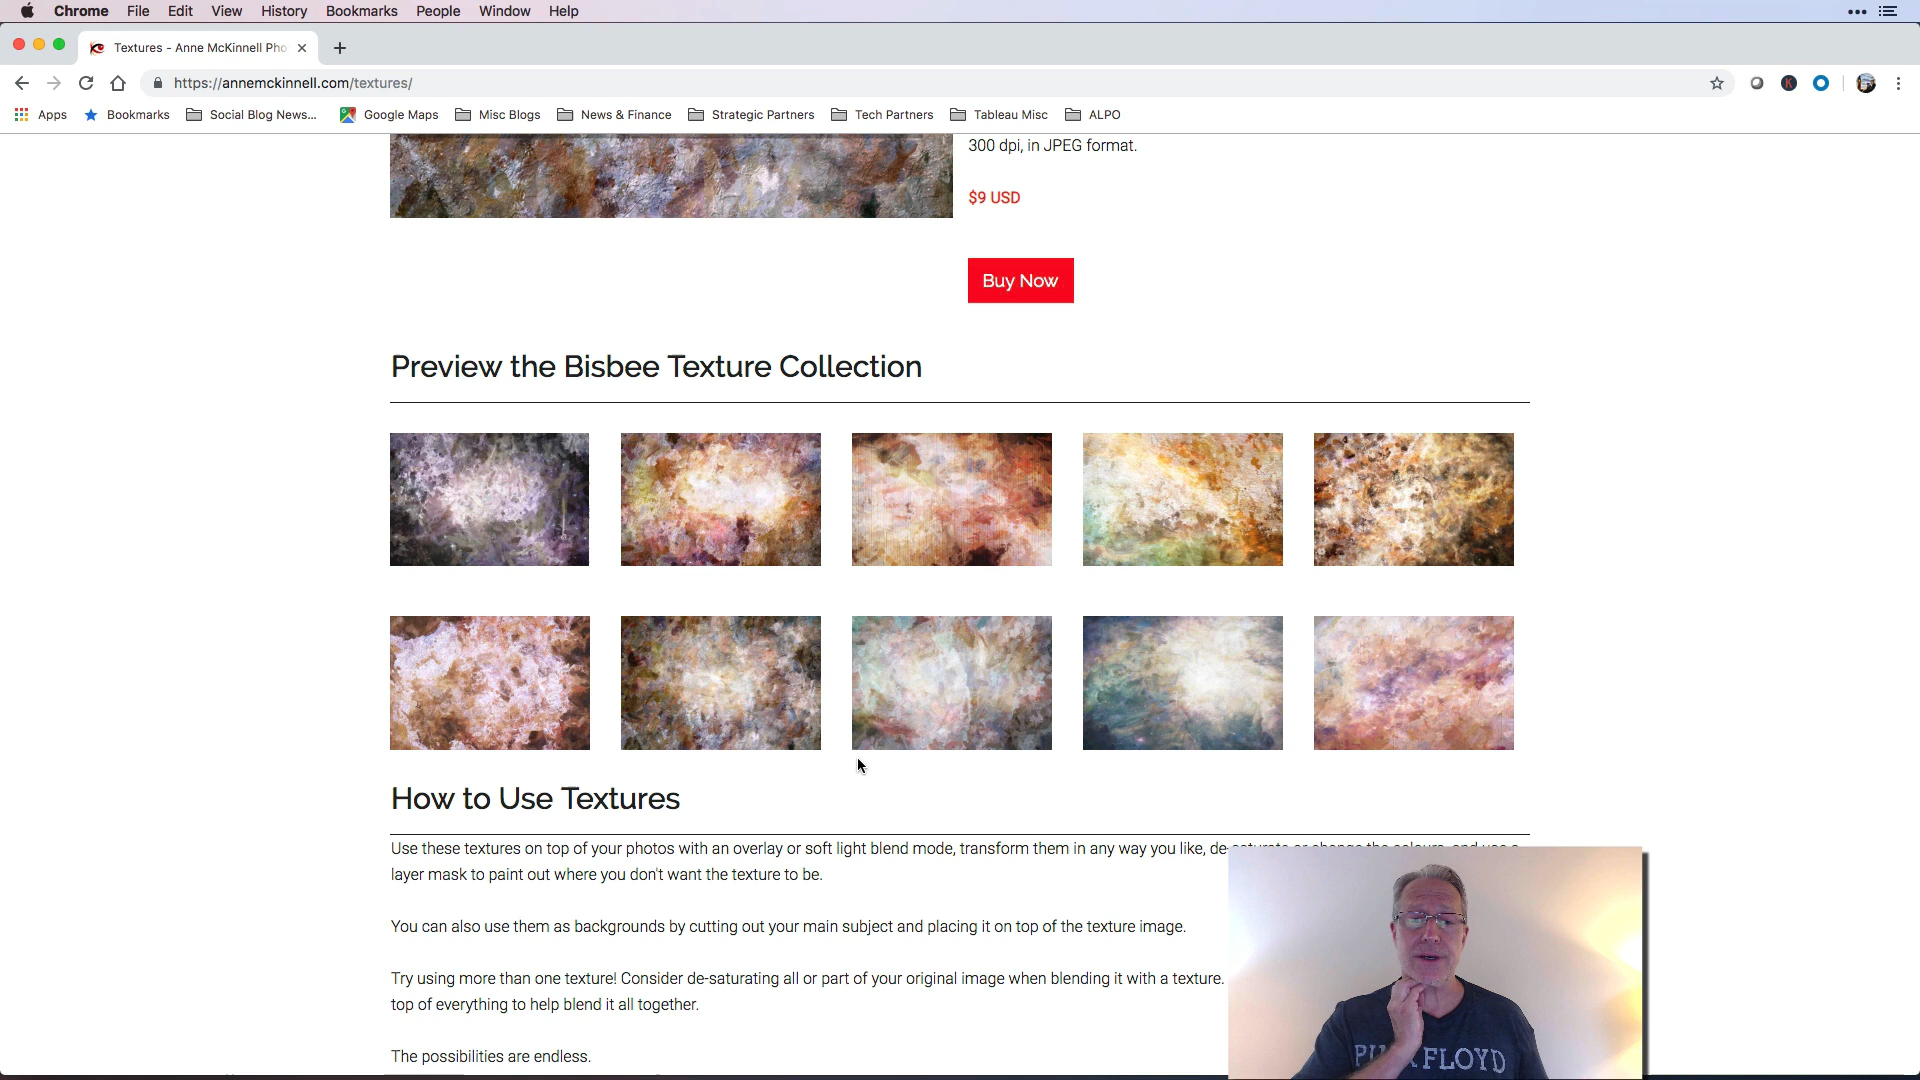 Chrome File Edit View History Bookmarks People Window Help
Textures - Anne McKinnell Pho
https://annemckinnell.com/textures/
Apps Bookmarks Social Blog News... Google Maps Misc Blogs News & Finance Strategic Partners Tech Partners Tableau Misc ALPO
300 dpi, in JPEG format.
$9 USD
Buy Now
Preview the Bisbee Texture Collection
How to Use Textures
Use these textures on top of your photos with an overlay or soft light blend mode, transform them in any way you like, de-saturate or change the colours, and use a
layer mask to paint out where you don't want the texture to be.
You can also use them as backgrounds by cutting out your main subject and placing it on top of the texture image.
Try using more than one texture! Consider de-saturating all or part of your original image when blending it with a texture.
top of everything to help blend it all together.
The possibilities are endless.
PINK FLOYD